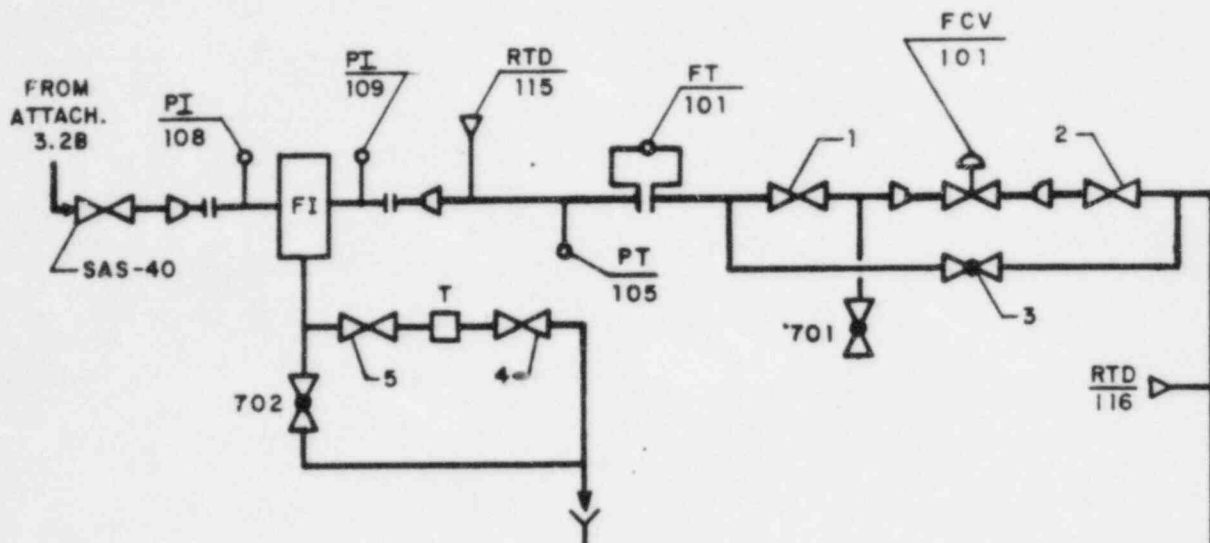 FROM
ATTACH.
3.2B
SAS-40
PI
108
FI
PI
109
RTD
115
FT
101
PT
105
FCV
101
1
2
3
701
T
5
4
702
RTD
116